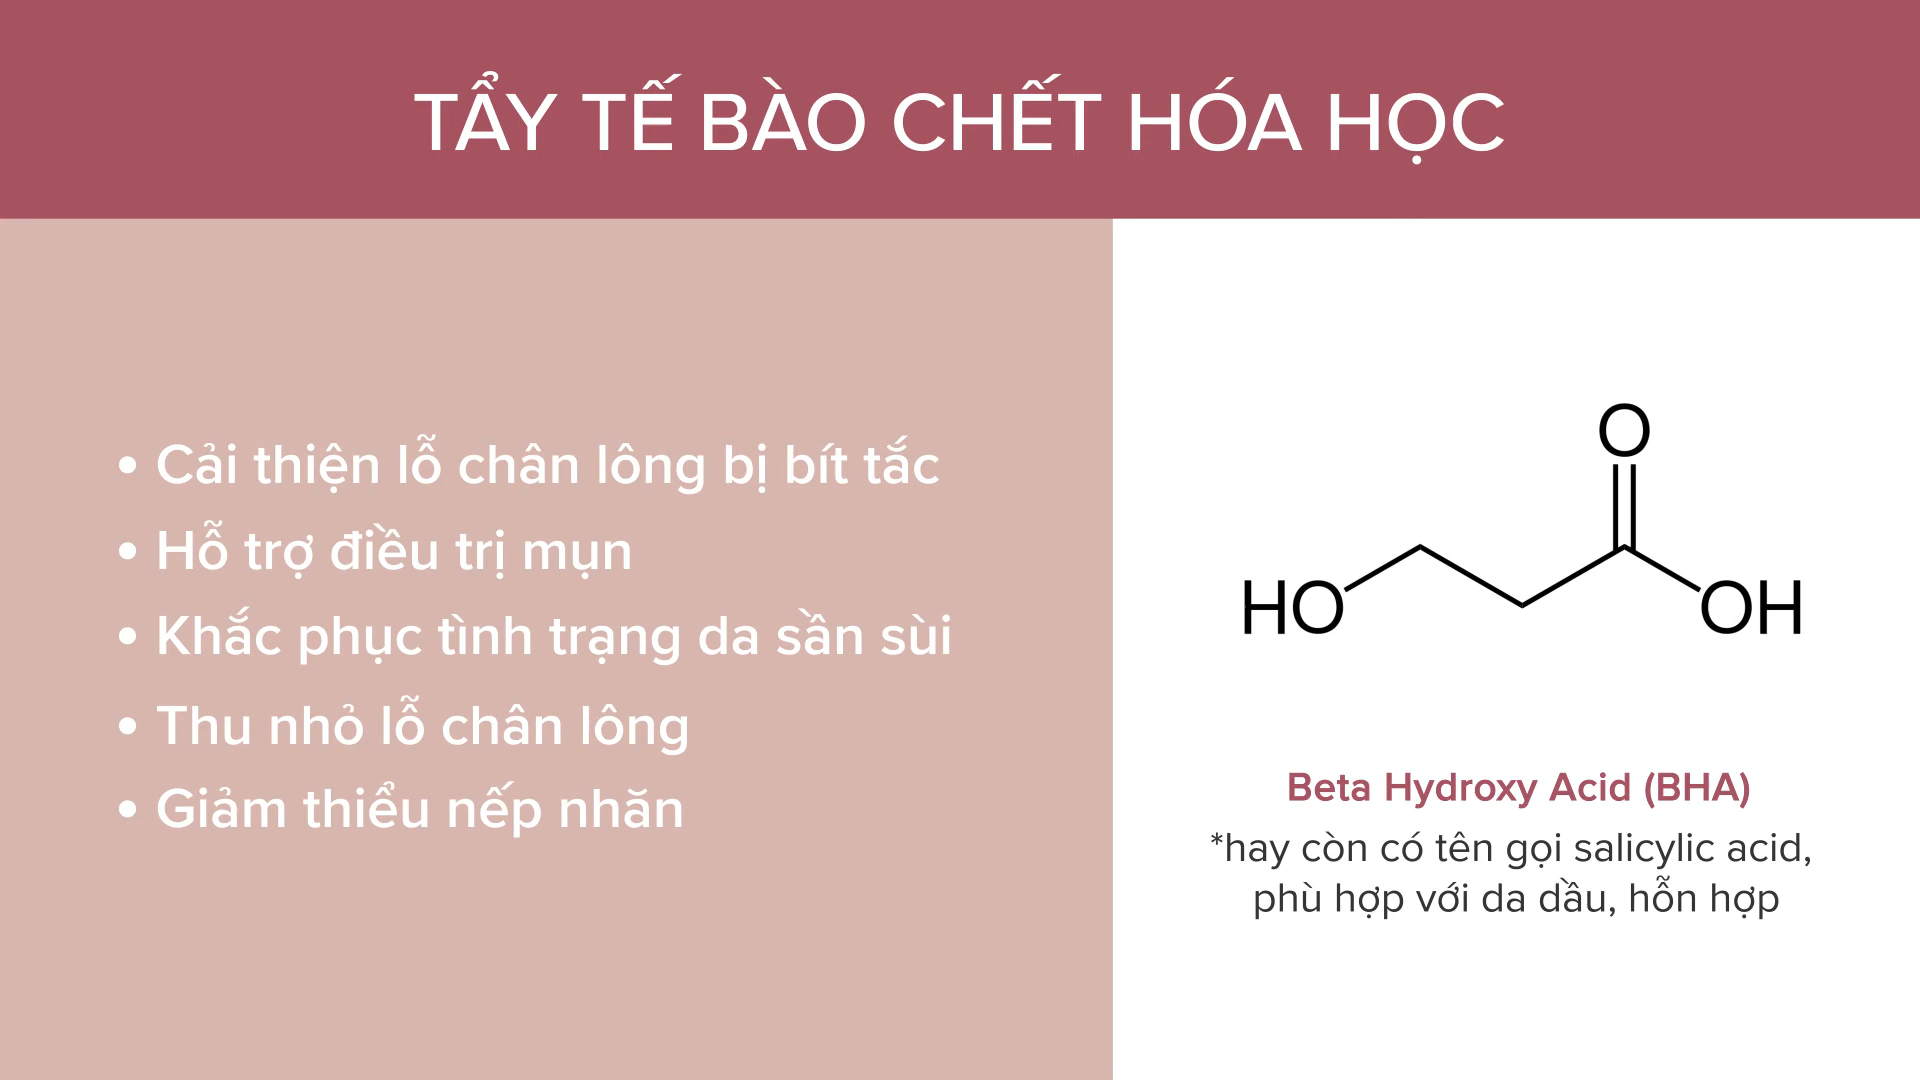 TẨY TẾ BÀO CHẾT HÓA HỌC
• Cải thiện lỗ chân lông bị bít tắc
• Hỗ trợ điều trị mụn
• Khắc phục tình trạng da sần sùi
• Thu nhỏ lỗ chân lông
• Giảm thiểu nếp nhăn
O
HO
OH
Beta Hydroxy Acid (BHA)
*hay còn có tên gọi salicylic acid,
phù hợp với da dầu, hỗn hợp